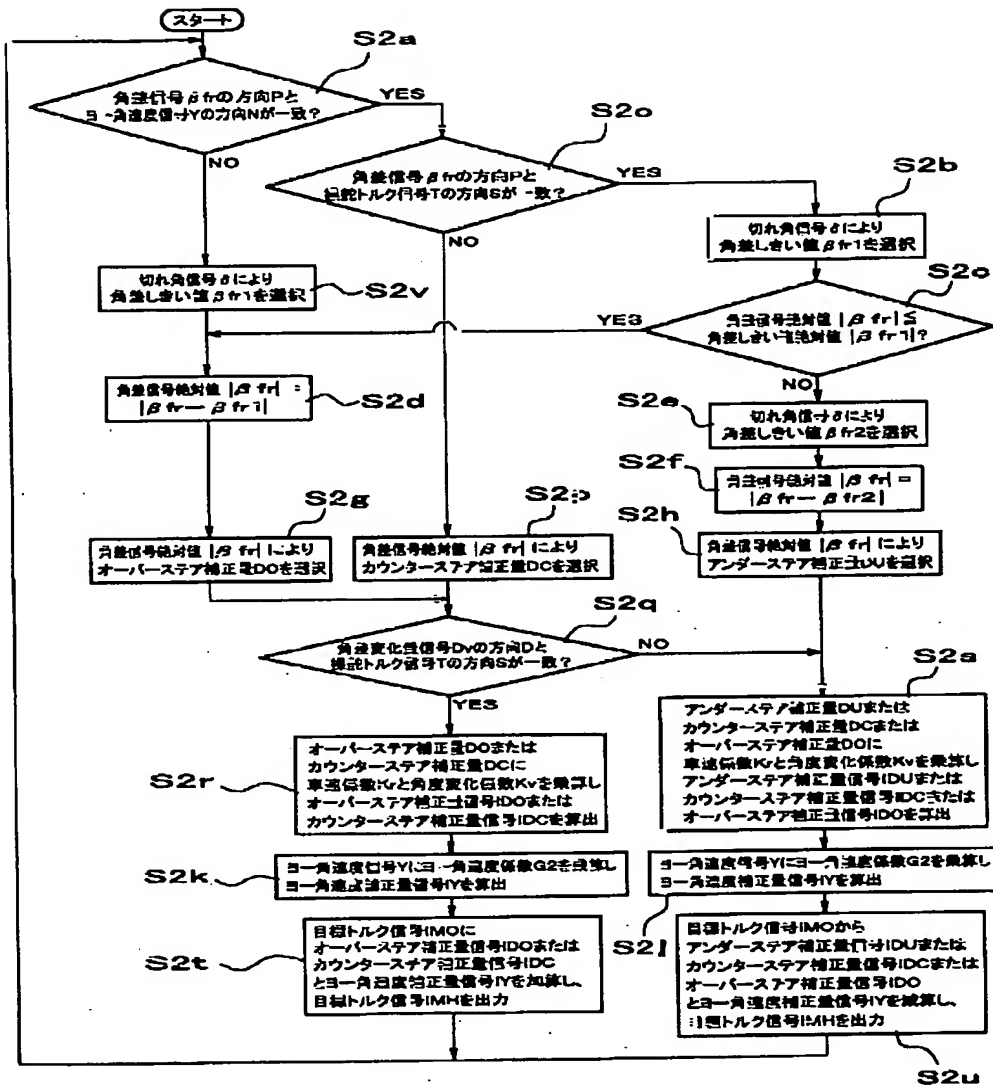 スタート
S2a
角差信号βfrの方向Pと
ヨー角速度信号Yの方向Nが一致?
YES
NO
S2o
角差信号βfrの方向Pと
操舵トルク信号Tの方向Sが一致?
YES
NO
S2b
切れ角信号δにより
角差しきい値βfr1を選択
S2v
切れ角信号δにより
角差しきい値βfr1を選択
S2c
角差信号絶対値|βfr|≦
角差しきい値絶対値|βfr1|?
YES
NO
S2d
角差信号絶対値|βfr|=
|βfr-βfr1|
S2e
切れ角信号δにより
角差しきい値βfr2を選択
S2f
角差信号絶対値|βfr|=
|βfr-βfr2|
S2g
角差信号絶対値|βfr|により
オーバーステア補正量DOを選択
S2p
角差信号絶対値|βfr|により
カウンターステア補正量DCを選択
S2h
角差信号絶対値|βfr|により
アンダーステア補正量DUを選択
S2q
角差変化量信号Dvの方向Dと
操舵トルク信号Tの方向Sが一致?
NO
YES
S2r
オーバーステア補正量DOまたは
カウンターステア補正量DCに
車速係数Krと角度変化係数Kvを乗算し
オーバーステア補正量信号IDOまたは
カウンターステア補正量信号IDCを算出
S2s
アンダーステア補正量DUまたは
カウンターステア補正量DCまたは
オーバーステア補正量DOに
車速係数Krと角度変化係数Kvを乗算し
アンダーステア補正量信号IDUまたは
カウンターステア補正量信号IDCまたは
オーバーステア補正量信号IDOを算出
S2k
ヨー角速度信号Yにヨー角速度係数G2を乗算し
ヨー角速度補正量信号IYを算出
S2l
ヨー角速度信号Yにヨー角速度係数G2を乗算し
ヨー角速度補正量信号IYを算出
S2t
目標トルク信号IMOに
オーバーステア補正量信号IDOまたは
カウンターステア補正量信号IDC
とヨー角速度補正量信号IYを加算し、
目標トルク信号IMHを出力
S2u
目標トルク信号IMOから
アンダーステア補正量信号IDUまたは
カウンターステア補正量信号IDCまたは
オーバーステア補正量信号IDO
とヨー角速度補正量信号IYを減算し、
目標トルク信号IMHを出力